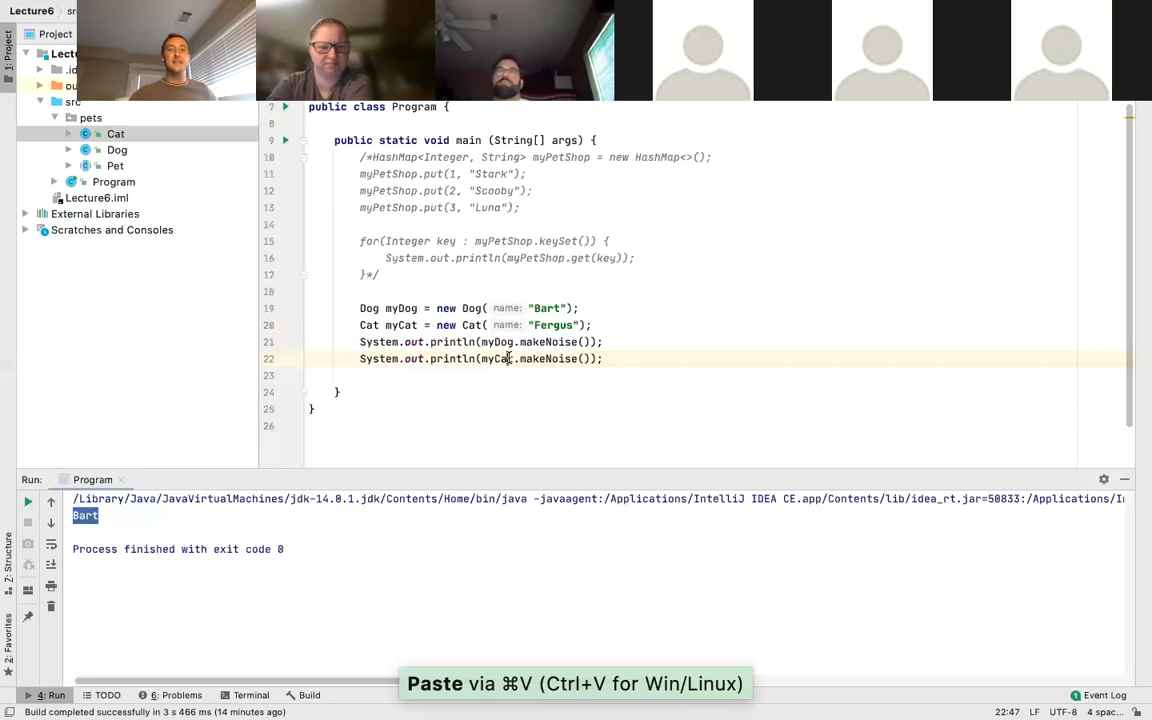 Lecture6
sr
1: Project
Project
Lectu
.id
ou
src
pets
Cat
Dog
Pet
Program
Lecture6.iml
External Libraries
Scratches and Consoles
7 public class Program {
8
9 public static void main (String[] args) {
10 /*HashMap<Integer, String> myPetShop = new HashMap<>();
11 myPetShop.put(1, "Stark");
12 myPetShop.put(2, "Scooby");
13 myPetShop.put(3, "Luna");
14
15 for(Integer key : myPetShop.keySet()) {
16 System.out.println(myPetShop.get(key));
17 }*/
18
19 Dog myDog = new Dog( name: "Bart");
20 Cat myCat = new Cat( name: "Fergus");
21 System.out.println(myDog.makeNoise());
22 System.out.println(myCat.makeNoise());
23
24 }
25 }
26
Run: Program
/Library/Java/JavaVirtualMachines/jdk-14.0.1.jdk/Contents/Home/bin/java -javaagent:/Applications/IntelliJ IDEA CE.app/Contents/lib/idea_rt.jar=50833:/Applications/I
Bart
Process finished with exit code 0
Z: Structure
2: Favorites
Paste via ⌘V (Ctrl+V for Win/Linux)
4: Run
TODO
6: Problems
Terminal
Build
Event Log
Build completed successfully in 3 s 466 ms (14 minutes ago)
22:47 LF UTF-8 4 spac...